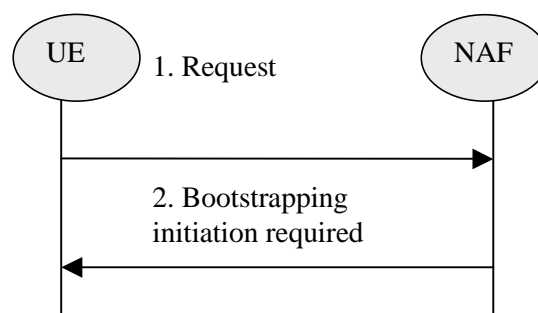 UE
NAF
1. Request
2. Bootstrapping
initiation required